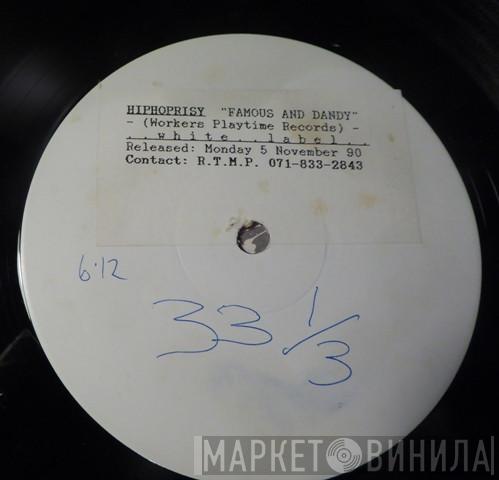 HIPHOPRISY "FAMOUS AND DANDY"
- (Workers Playtime Records) -
. . w h i t e . . l a b e l . .
Released: Monday 5 November 90
Contact: R.T.M.P. 071-833-2843
6:12
33 1/3
МАРКЕТ ВИНИЛА